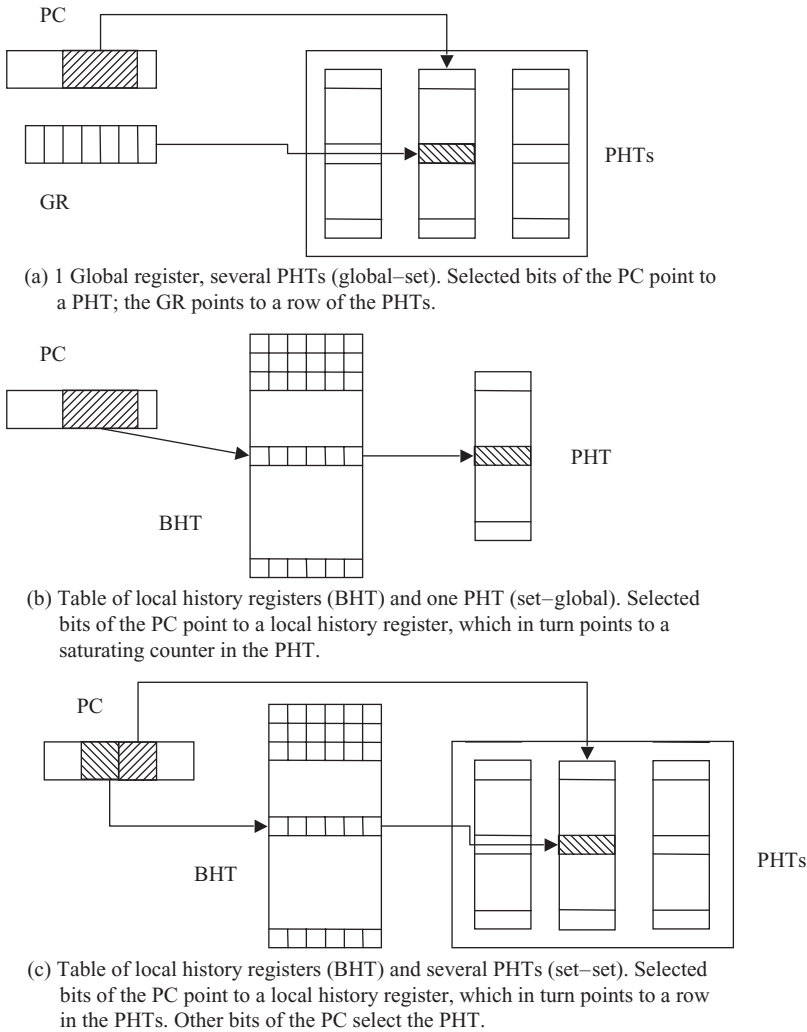 PC
PHTs
GR
(a) 1 Global register, several PHTs (global–set). Selected bits of the PC point to
a PHT; the GR points to a row of the PHTs.
PC
PHT
BHT
(b) Table of local history registers (BHT) and one PHT (set–global). Selected
bits of the PC point to a local history register, which in turn points to a
saturating counter in the PHT.
PC
PHTs
BHT
(c) Table of local history registers (BHT) and several PHTs (set–set). Selected
bits of the PC point to a local history register, which in turn points to a row
in the PHTs. Other bits of the PC select the PHT.